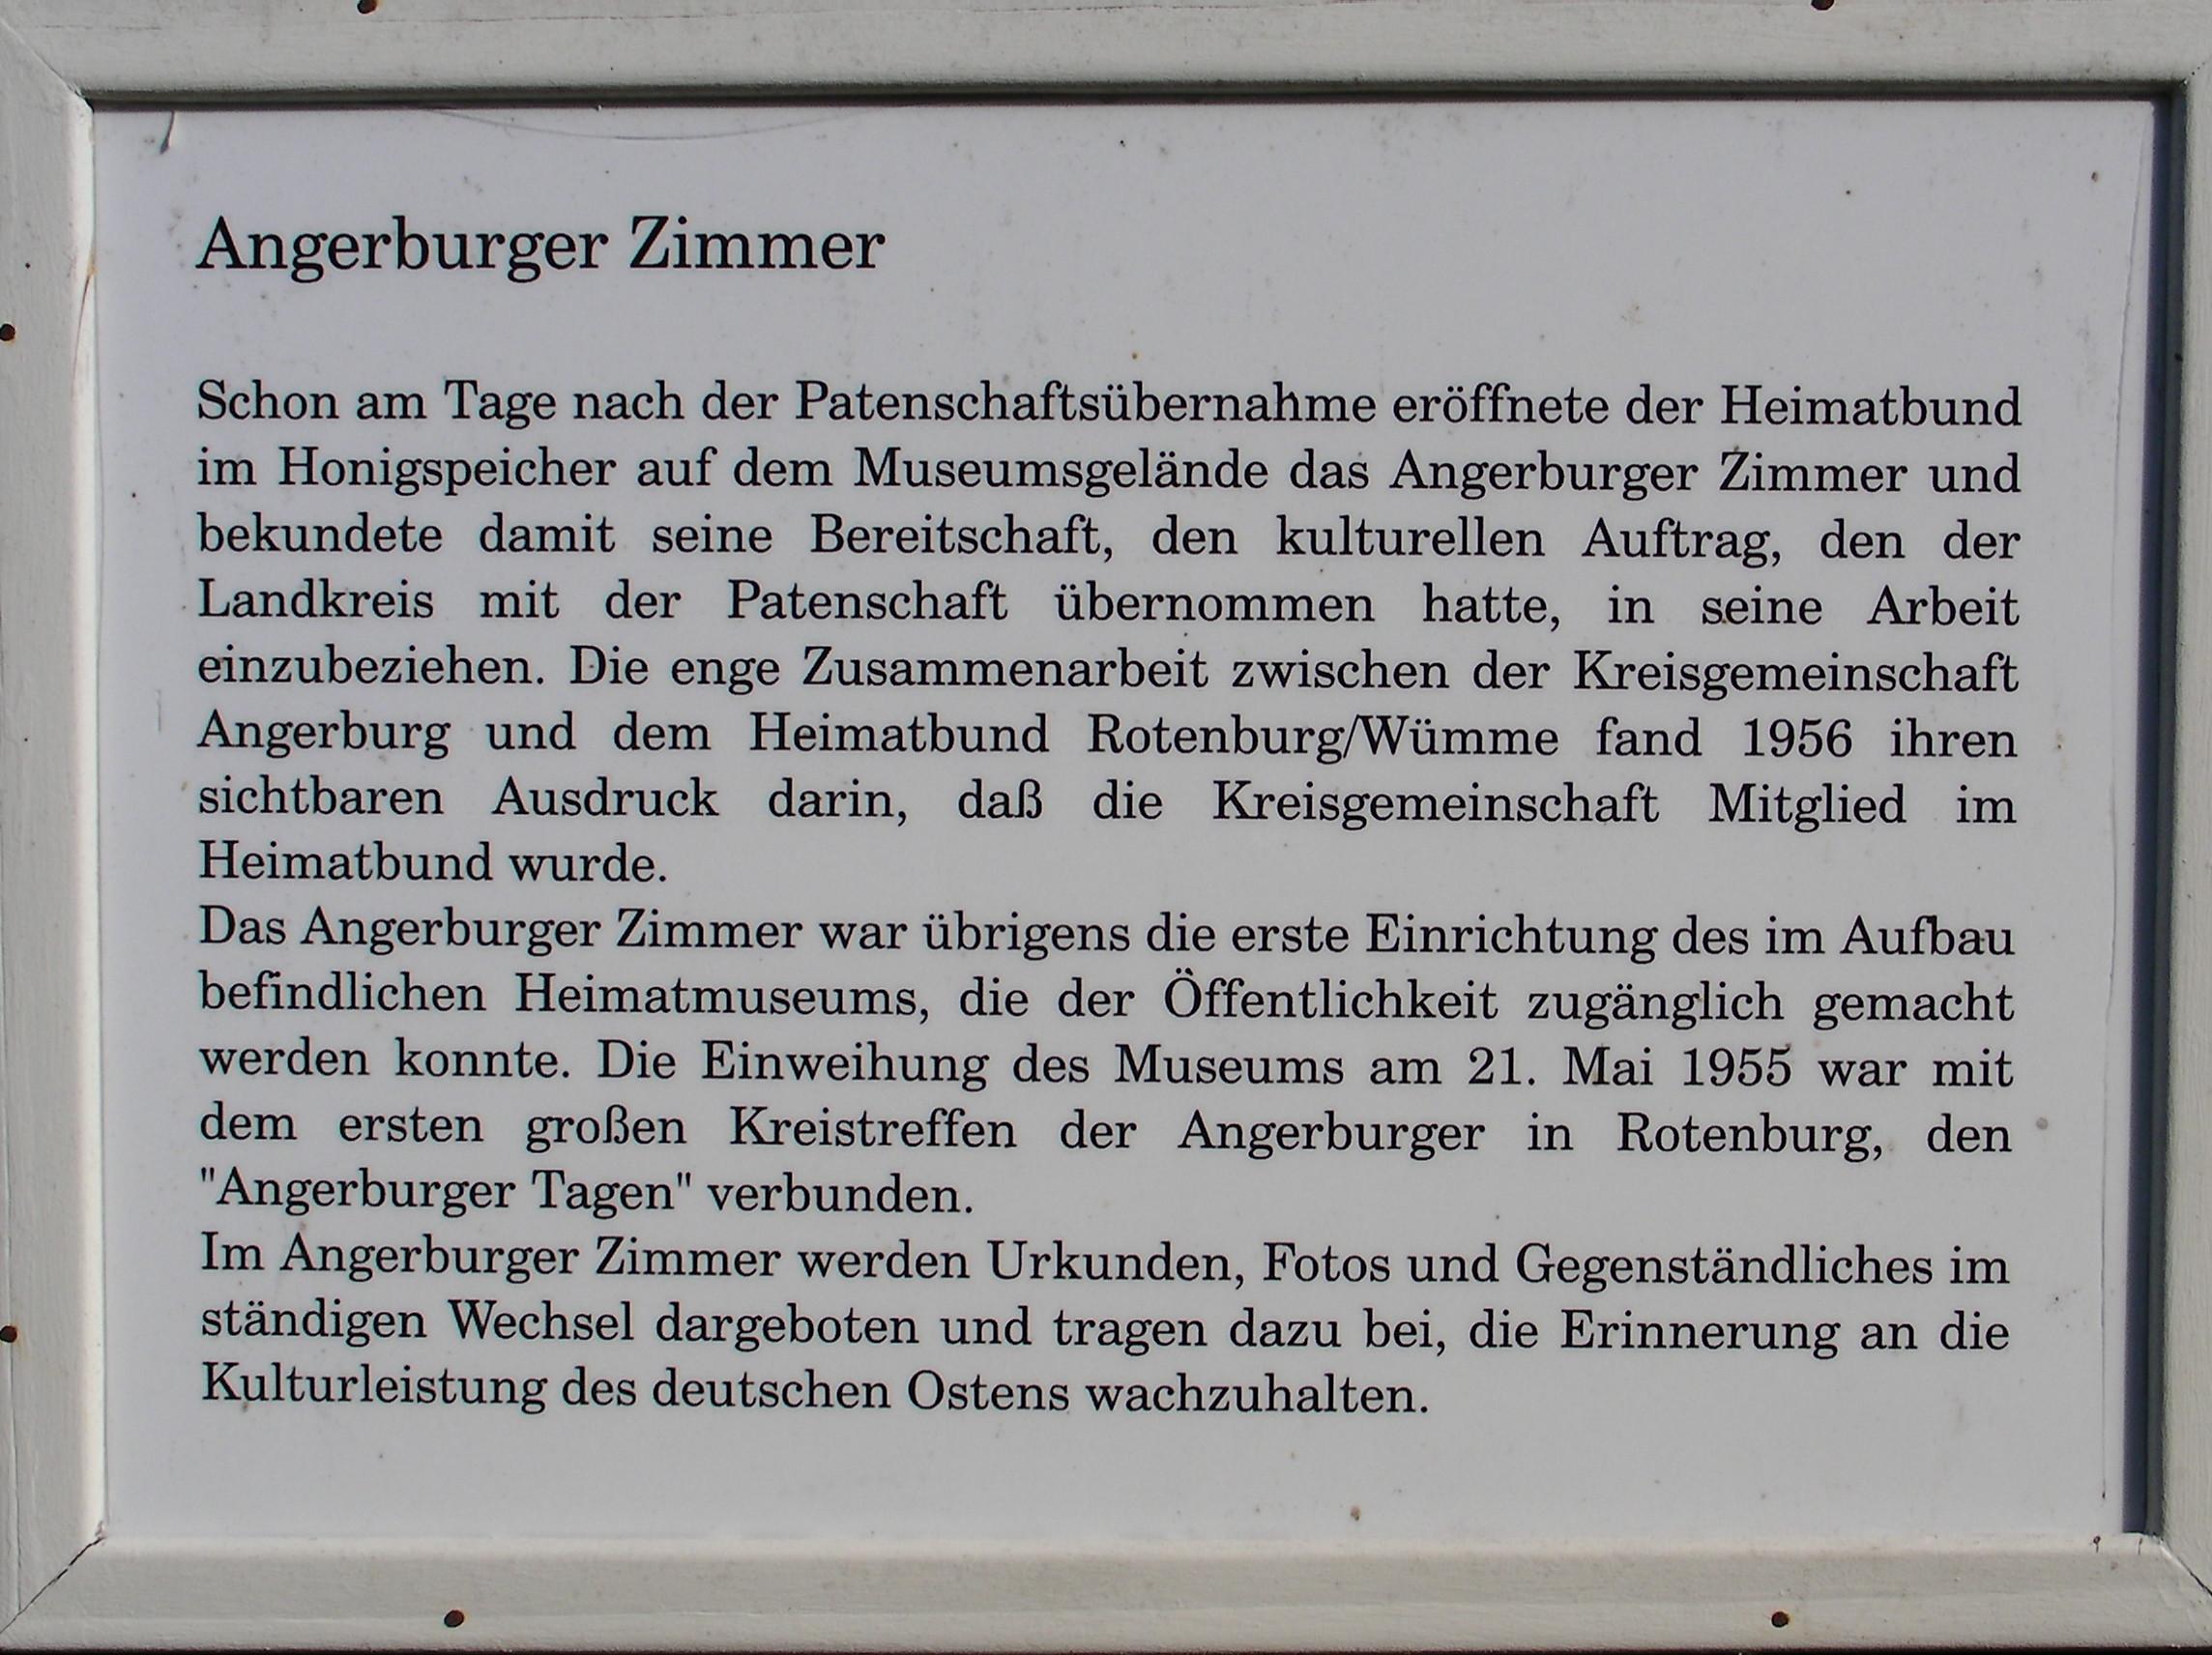 Angerburger Zimmer
Schon am Tage nach der Patenschaftsübernahme eröffnete der Heimatbund
im Honigspeicher auf dem Museumsgelände das Angerburger Zimmer und
bekundete damit seine Bereitschaft, den kulturellen Auftrag, den der
Landkreis mit der Patenschaft übernommen hatte, in seine Arbeit
einzubeziehen. Die enge Zusammenarbeit zwischen der Kreisgemeinschaft
Angerburg und dem Heimatbund Rotenburg/Wümme fand 1956 ihren
sichtbaren Ausdruck darin, daß die Kreisgemeinschaft Mitglied im
Heimatbund wurde.
Das Angerburger Zimmer war übrigens die erste Einrichtung des im Aufbau
befindlichen Heimatmuseums, die der Öffentlichkeit zugänglich gemacht
werden konnte. Die Einweihung des Museums am 21. Mai 1955 war mit
dem ersten großen Kreistreffen der Angerburger in Rotenburg, den
"Angerburger Tagen" verbunden.
Im Angerburger Zimmer werden Urkunden, Fotos und Gegenständliches im
ständigen Wechsel dargeboten und tragen dazu bei, die Erinnerung an die
Kulturleistung des deutschen Ostens wachzuhalten.